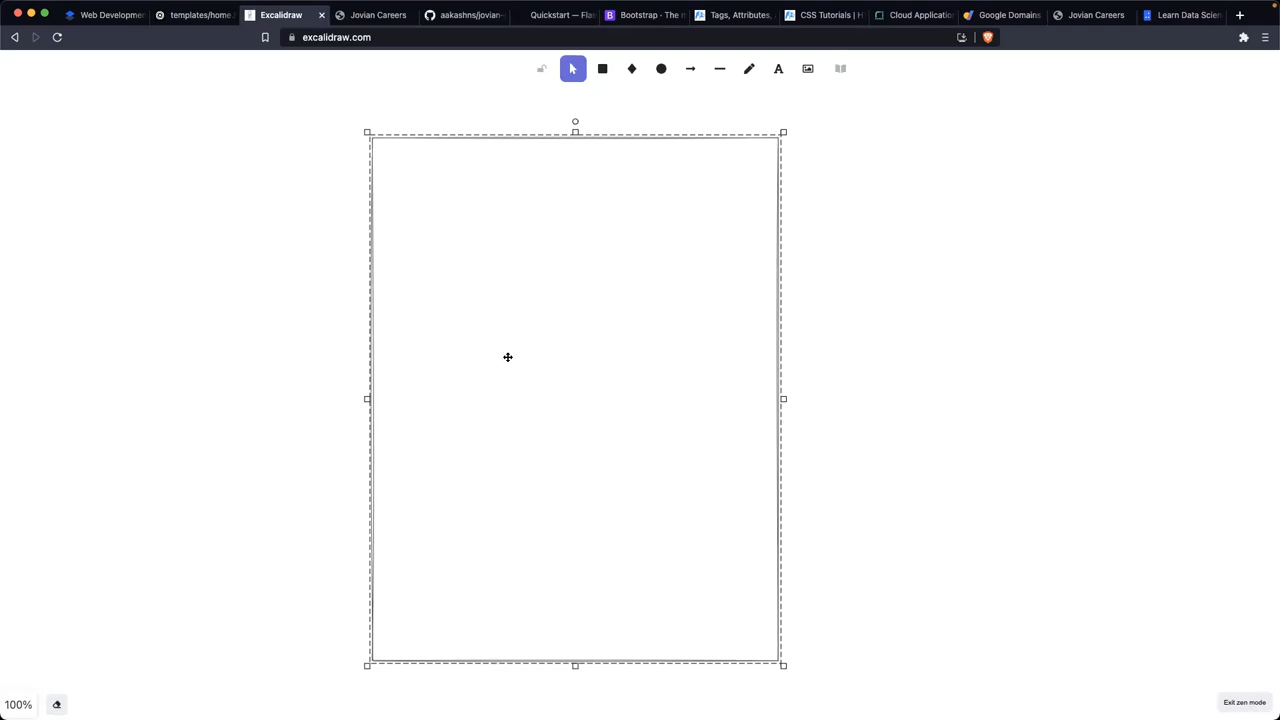 Web Developmen
templates/home.
Excalidraw
Jovian Careers
aakashns/jovian-
Quickstart — Flas
Bootstrap · The m
Tags, Attributes,
CSS Tutorials | H
Cloud Applicatio
Google Domains
Jovian Careers
Learn Data Scien
excalidraw.com
A
100%
Exit zen mode